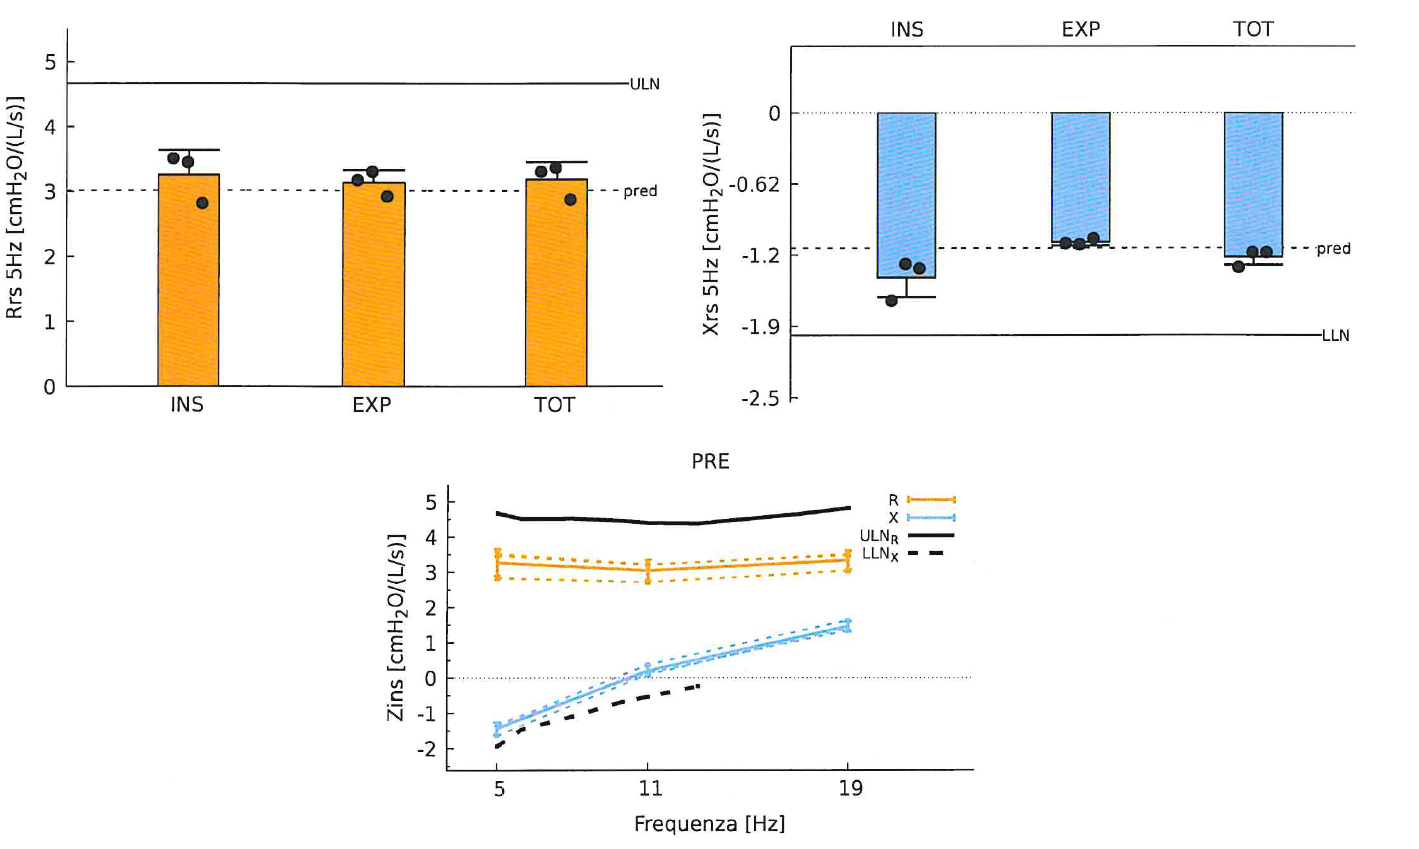 Rrs 5Hz [cmH2O/(L/s)]
5
4
3
2
1
0
ULN
pred
INS EXP TOT
INS EXP TOT
Xrs 5Hz [cmH2O/(L/s)]
0
-0.62
-1.2
-1.9
-2.5
pred
LLN
PRE
Zins [cmH2O/(L/s)]
5
4
3
2
1
0
-1
-2
R
X
ULNR
LLNX
5 11 19
Frequenza [Hz]